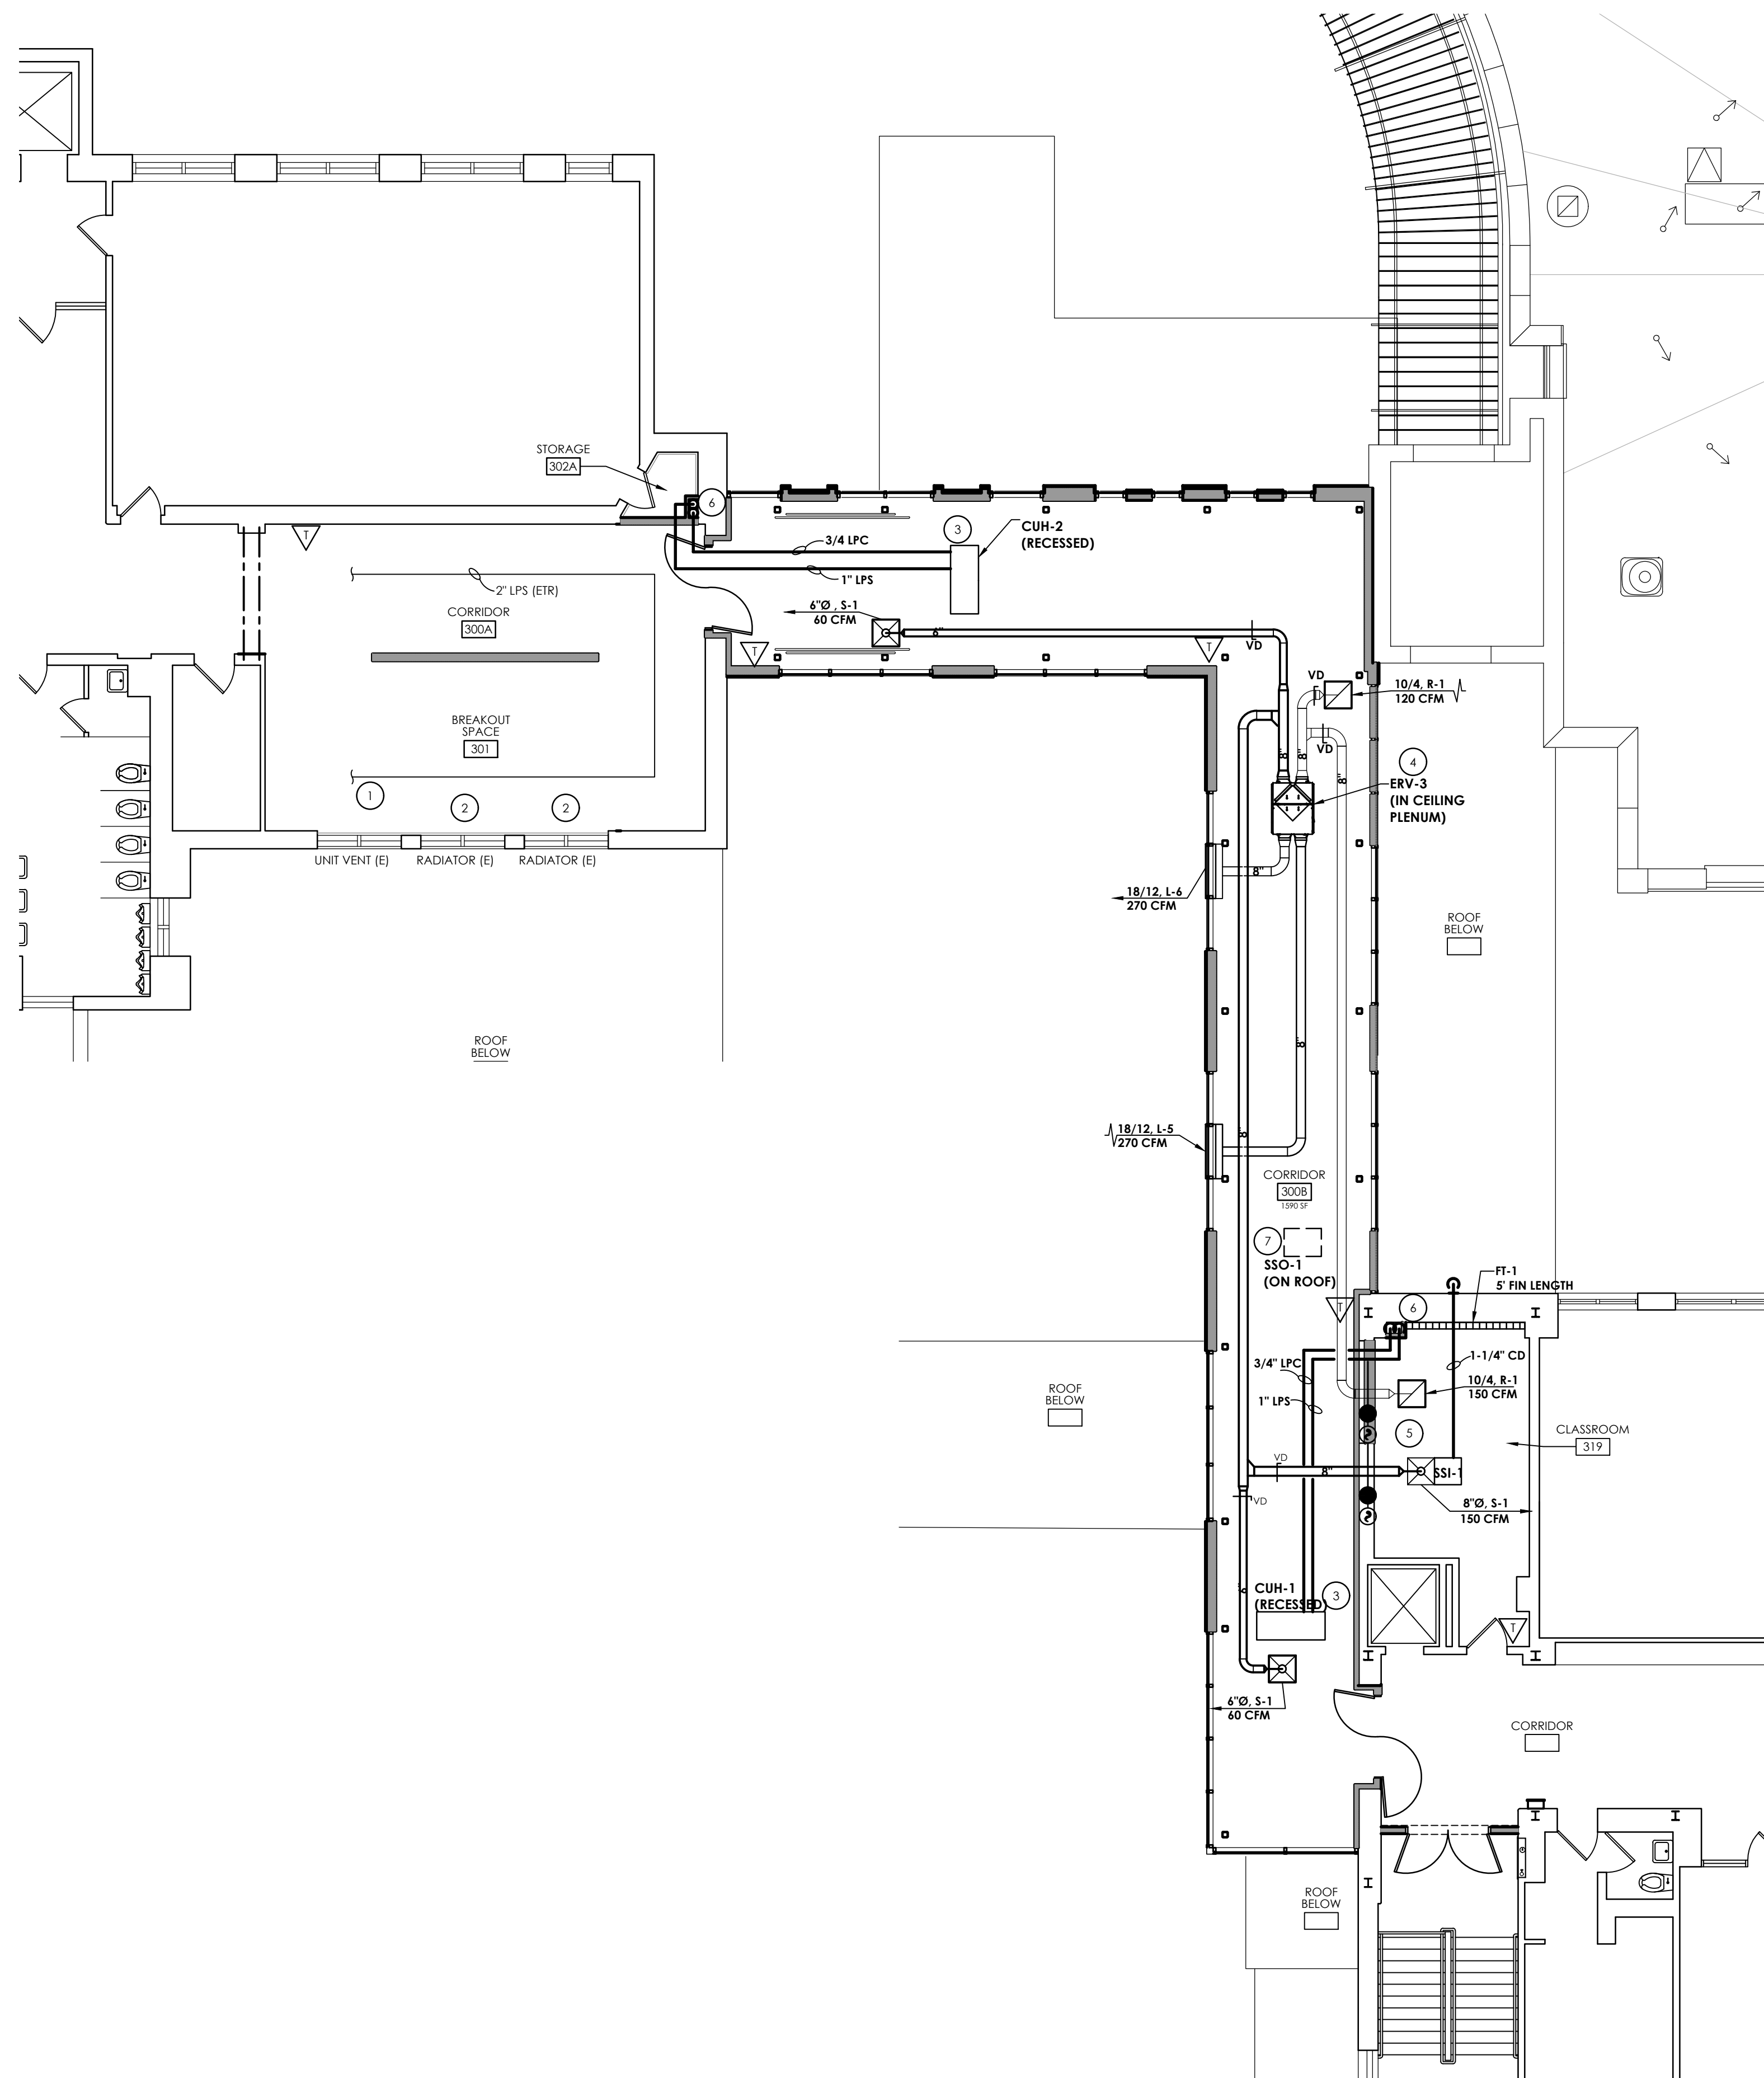 STORAGE
302A
6
3
CUH-2
(RECESSED)
T
3/4 LPC
1" LPS
2" LPS (ETR)
CORRIDOR
300A
6"Ø , S-1
60 CFM
6"
VD
T
T
BREAKOUT
SPACE
301
VD
10/4, R-1
120 CFM
VD
8"
8"
8"
4
ERV-3
(IN CEILING
PLENUM)
1
2
2
UNIT VENT (E)
RADIATOR (E)
RADIATOR (E)
8"
18/12, L-6
270 CFM
ROOF
BELOW
ROOF
BELOW
8"
18/12, L-5
270 CFM
8"
CORRIDOR
300B
1590 SF
7
SSO-1
(ON ROOF)
FT-1
5' FIN LENGTH
T
6
3/4" LPC
1-1/4" CD
1" LPS
10/4, R-1
150 CFM
ROOF
BELOW
5
CLASSROOM
319
VD
8"
SSI-1
VD
8"Ø, S-1
150 CFM
CUH-1
(RECESSED)
3
T
6"Ø, S-1
60 CFM
CORRIDOR
ROOF
BELOW